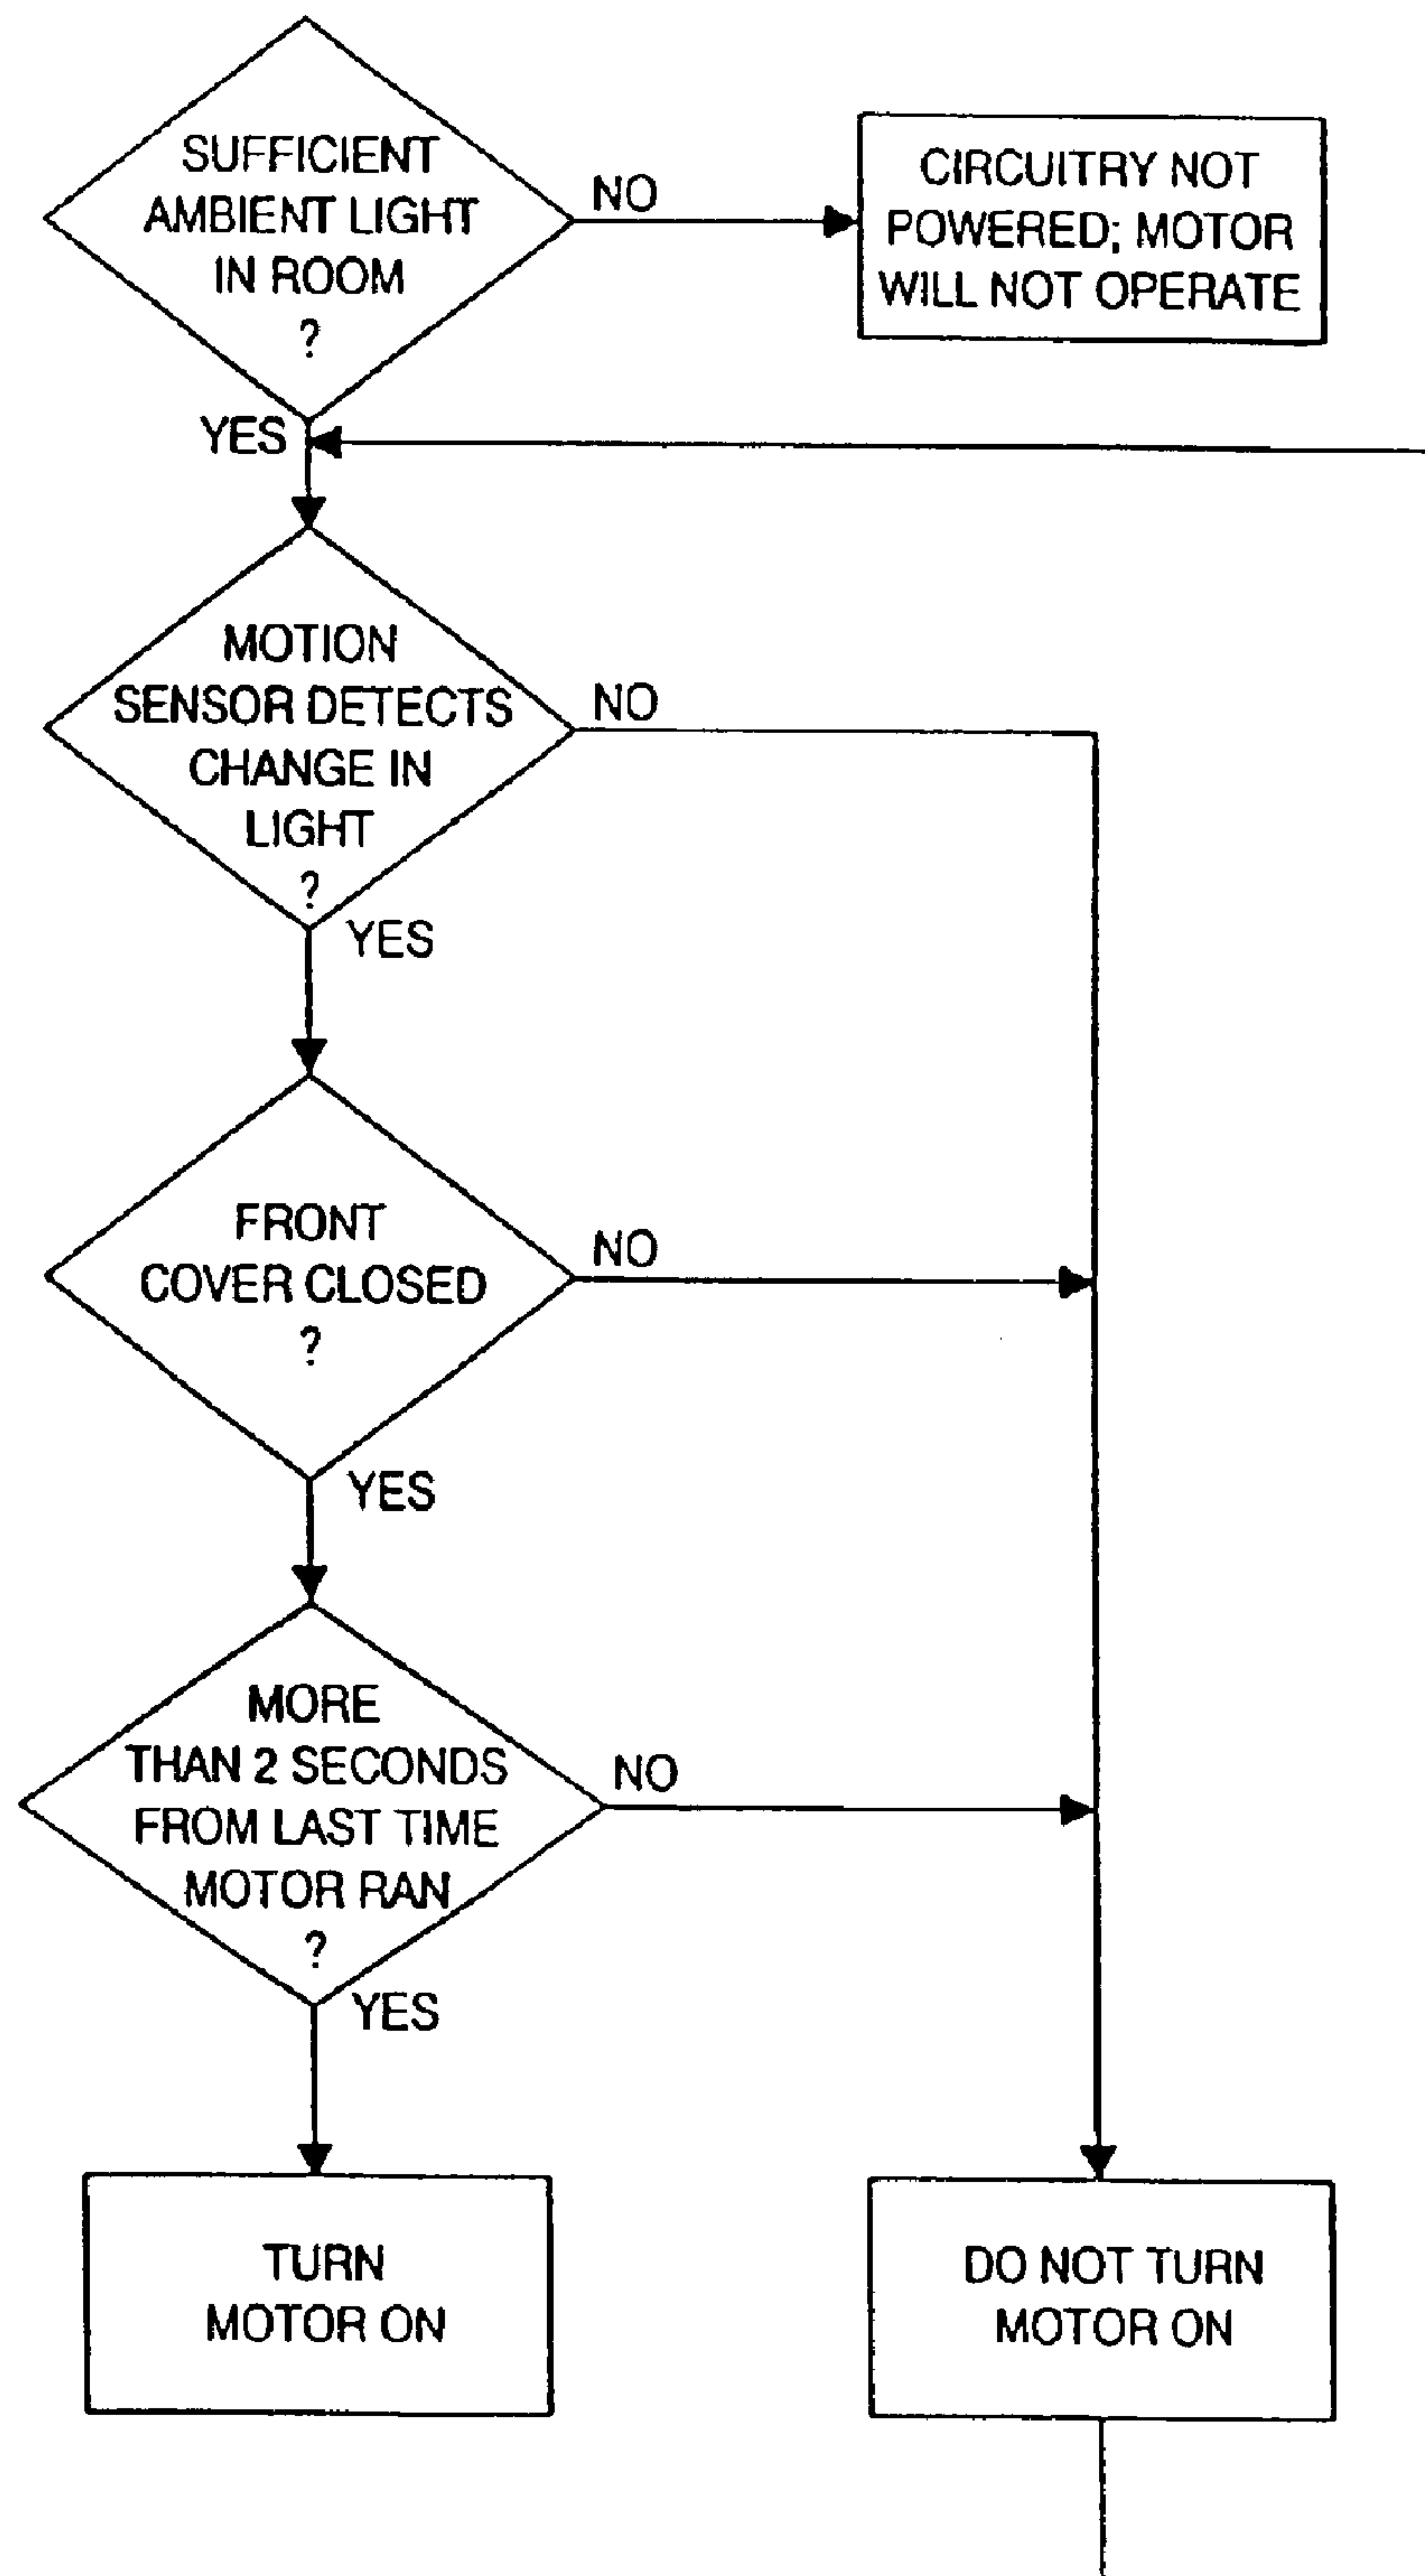 SUFFICIENT
AMBIENT LIGHT
IN ROOM
?
NO
CIRCUITRY NOT
POWERED; MOTOR
WILL NOT OPERATE
YES
MOTION
SENSOR DETECTS
CHANGE IN
LIGHT
?
NO
YES
FRONT
COVER CLOSED
?
NO
YES
MORE
THAN 2 SECONDS
FROM LAST TIME
MOTOR RAN
?
NO
YES
TURN
MOTOR ON
DO NOT TURN
MOTOR ON